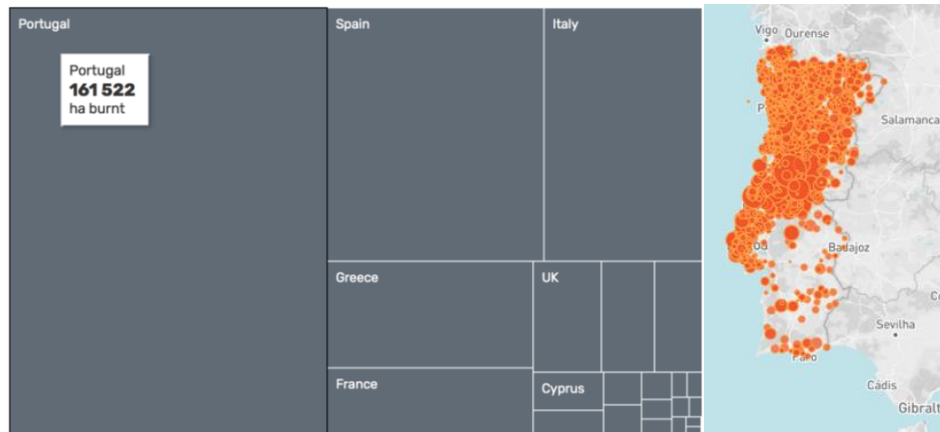 Portugal
Portugal
161 522
ha burnt
Spain
Italy
Greece
UK
France
Cyprus
Vigo
Ourense
Salamanca
Badajoz
Sevilha
Faro
Cádis
Gibralt